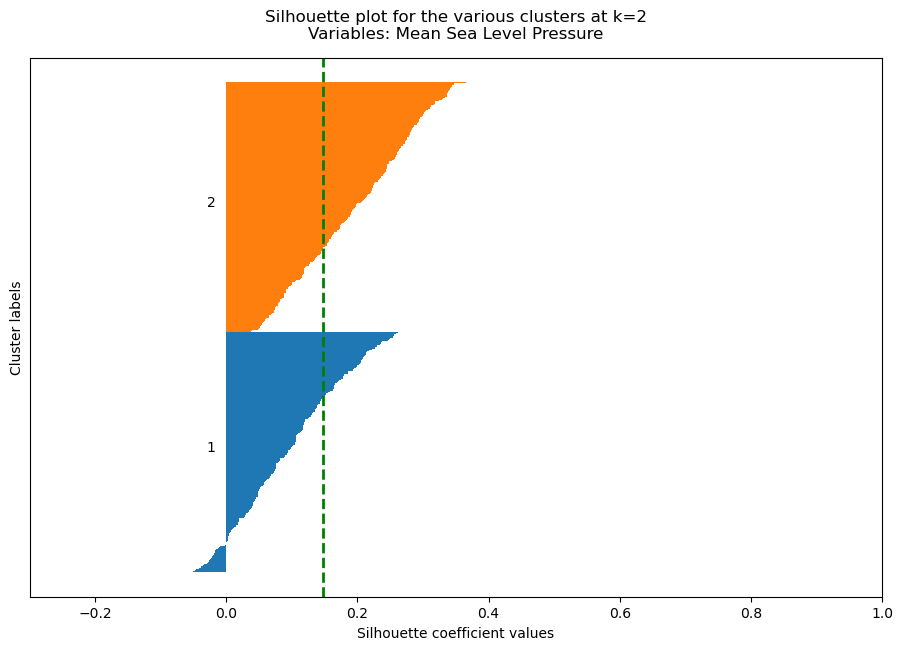 Silhouette plot for the various clusters at k=2
Variables: Mean Sea Level Pressure
Cluster labels
2
1
−0.2
0.0
0.2
0.4
0.6
0.8
1.0
Silhouette coefficient values